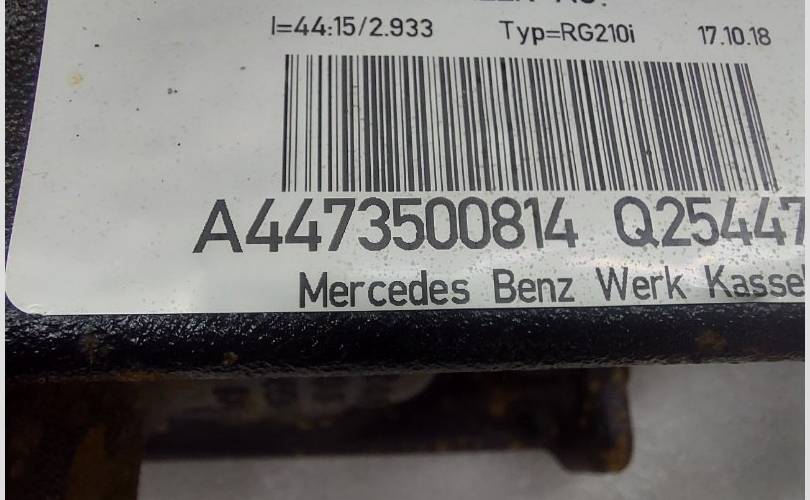 I=44:15/2.933 Typ=RG210i 17.10.18
A4473500814 Q25447
Mercedes Benz Werk Kassel